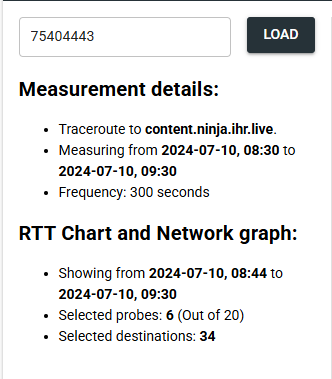 75404443
LOAD
Measurement details:
Traceroute to content.ninja.ihr.live.
Measuring from 2024-07-10, 08:30 to
2024-07-10, 09:30
Frequency: 300 seconds
RTT Chart and Network graph:
Showing from 2024-07-10, 08:44 to
2024-07-10, 09:30
Selected probes: 6 (Out of 20)
Selected destinations: 34